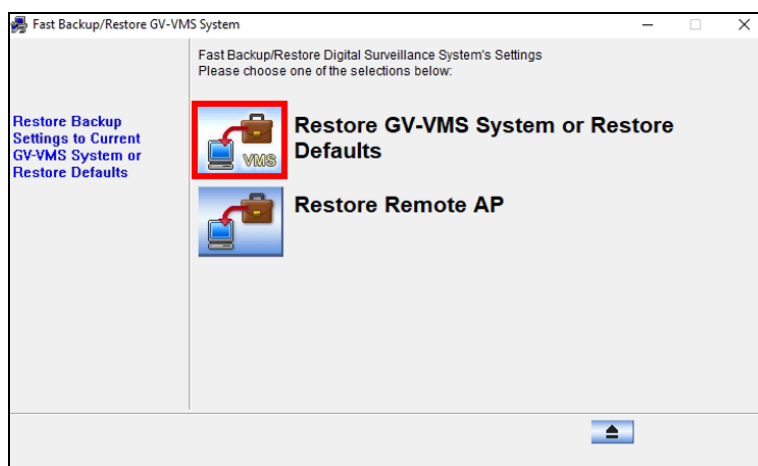 Fast Backup/Restore GV-VMS System
Fast Backup/Restore Digital Surveillance System's Settings
Please choose one of the selections below:
Restore Backup
Settings to Current
GV-VMS System or
Restore Defaults
VMS
Restore GV-VMS System or Restore
Defaults
Restore Remote AP